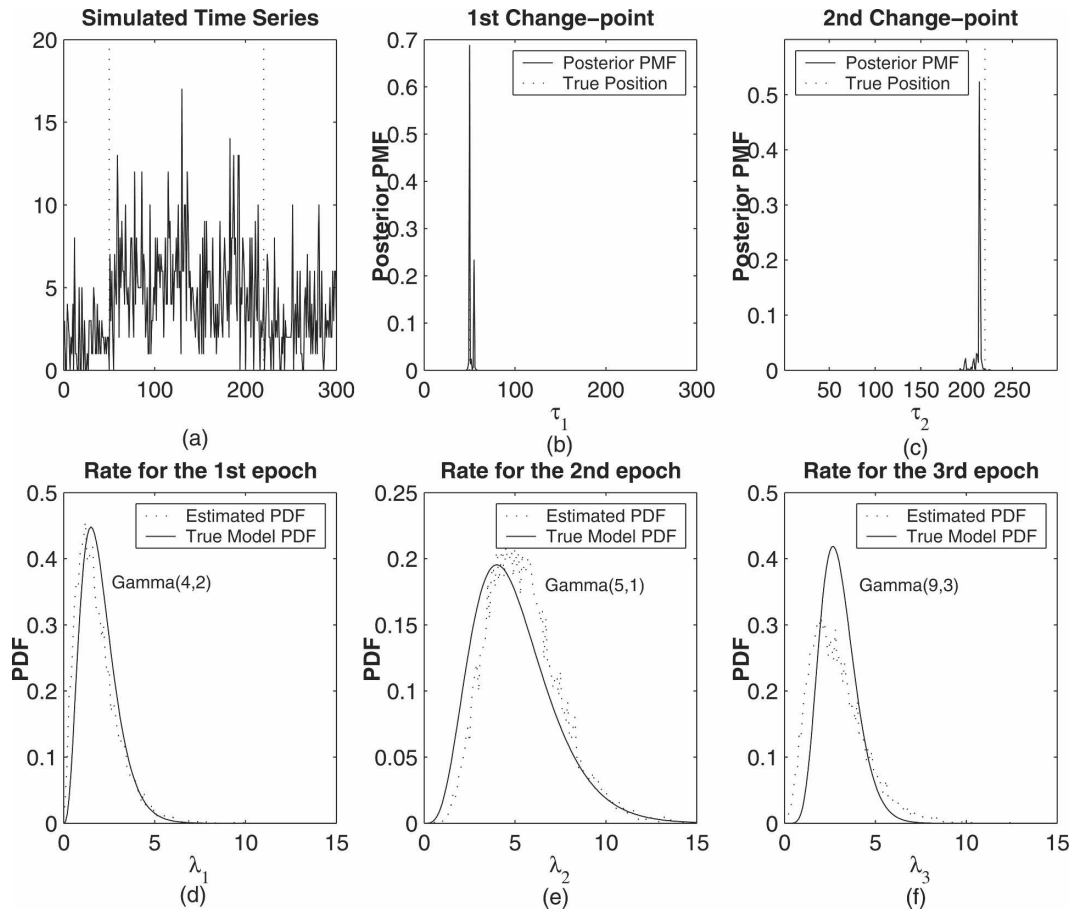 Simulated Time Series
20
15
10
5
0
0 100 200 300
(a)
1st Change-point
0.7
0.6
0.5
0.4
0.3
0.2
0.1
0
Posterior PMF
Posterior PMF
True Position
0 100 200 300
τ1
(b)
2nd Change-point
0.5
0.4
0.3
0.2
0.1
0
Posterior PMF
Posterior PMF
True Position
50 100 150 200 250
τ2
(c)
Rate for the 1st epoch
0.5
0.4
0.3
0.2
0.1
0
PDF
Estimated PDF
True Model PDF
Gamma(4,2)
0 5 10 15
λ1
(d)
Rate for the 2nd epoch
0.25
0.2
0.15
0.1
0.05
0
PDF
Estimated PDF
True Model PDF
Gamma(5,1)
0 5 10 15
λ2
(e)
Rate for the 3rd epoch
0.5
0.4
0.3
0.2
0.1
0
PDF
Estimated PDF
True Model PDF
Gamma(9,3)
0 5 10 15
λ3
(f)